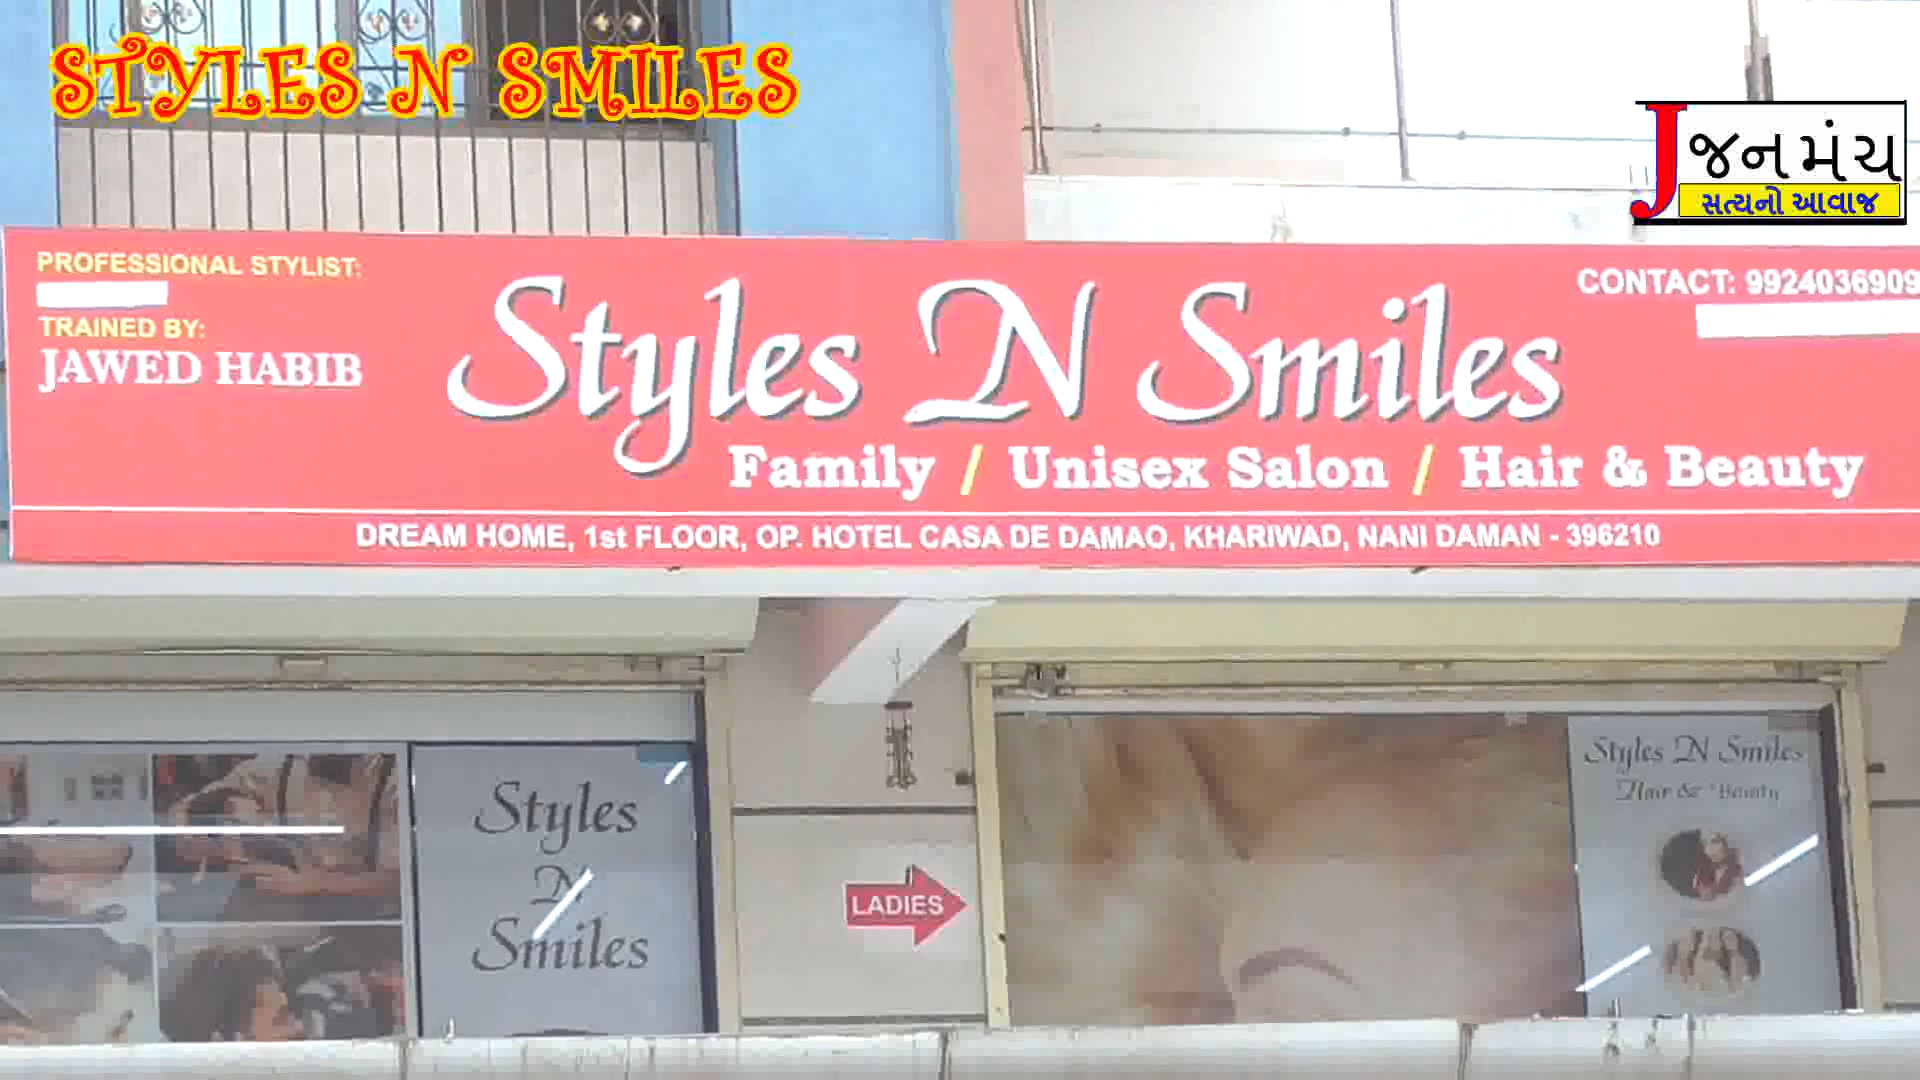 STYLES N SMILES
J જનમંચ
સત્યનો આવાજ
PROFESSIONAL STYLIST:
TRAINED BY:
JAWED HABIB
Styles N Smiles
CONTACT: 9924036909
Family / Unisex Salon / Hair & Beauty
DREAM HOME, 1st FLOOR, OP. HOTEL CASA DE DAMAO, KHARIWAD, NANI DAMAN - 396210
Styles
N
Smiles
LADIES
Styles N Smiles
Hair & Beauty